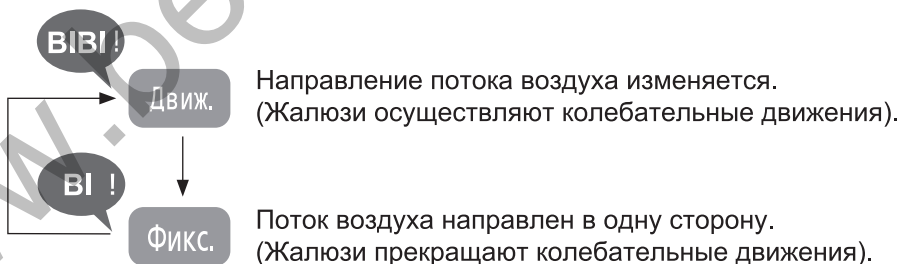 BIBI !
Движ.
Направление потока воздуха изменяется.
(Жалюзи осуществляют колебательные движения).
BI !
Фикс.
Поток воздуха направлен в одну сторону.
(Жалюзи прекращают колебательные движения).